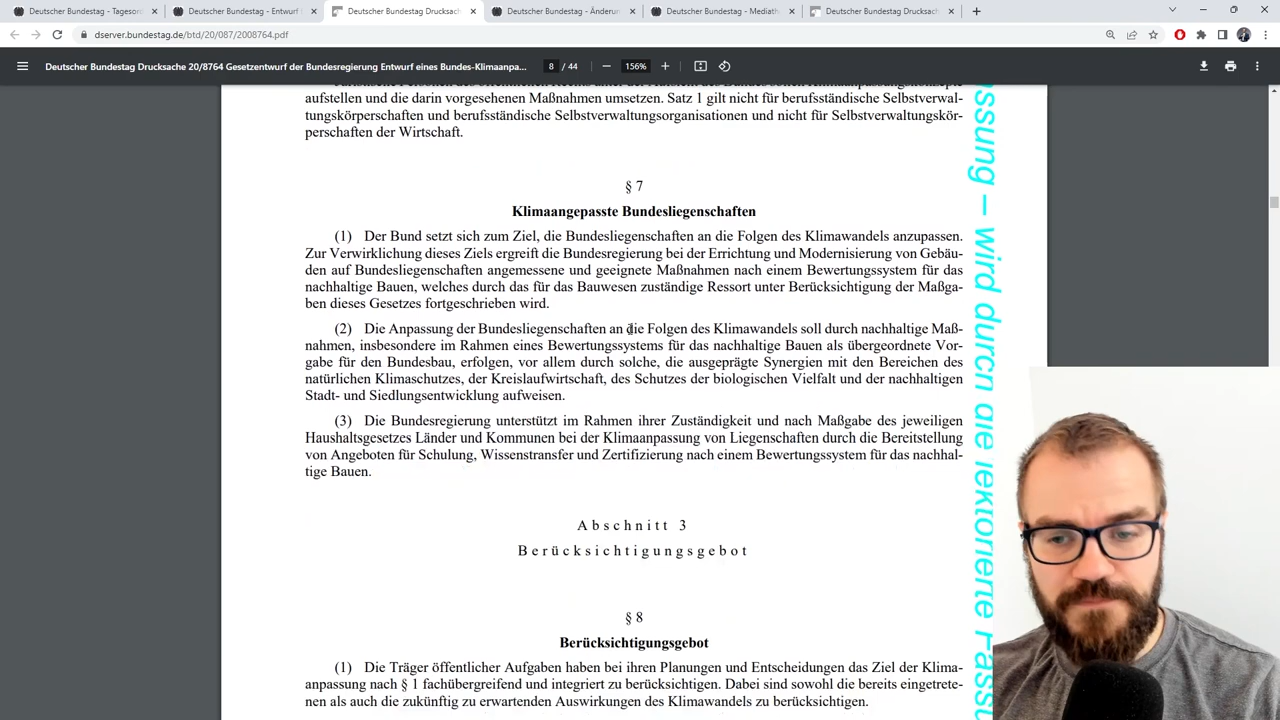 Deutscher Bundestag - Tagesor
Deutscher Bundestag - Entwurf
Deutscher Bundestag Drucksac
Deutscher Bundestag - Änderun
Deutscher Bundestag - Mediath
Deutscher Bundestag Drucksac
dserver.bundestag.de/btd/20/087/2008764.pdf
Deutscher Bundestag Drucksache 20/8764 Gesetzentwurf der Bundesregierung Entwurf eines Bundes-Klimaanpa...
8 / 44
156%
aufstellen und die darin vorgesehenen Maßnahmen umsetzen. Satz 1 gilt nicht für berufsständische Selbstverwal-
tungskörperschaften und berufsständische Selbstverwaltungsorganisationen und nicht für Selbstverwaltungskör-
perschaften der Wirtschaft.
§ 7
Klimaangepasste Bundesliegenschaften
(1) Der Bund setzt sich zum Ziel, die Bundesliegenschaften an die Folgen des Klimawandels anzupassen.
Zur Verwirklichung dieses Ziels ergreift die Bundesregierung bei der Errichtung und Modernisierung von Gebäu-
den auf Bundesliegenschaften angemessene und geeignete Maßnahmen nach einem Bewertungssystem für das
nachhaltige Bauen, welches durch das für das Bauwesen zuständige Ressort unter Berücksichtigung der Maßga-
ben dieses Gesetzes fortgeschrieben wird.
(2) Die Anpassung der Bundesliegenschaften an die Folgen des Klimawandels soll durch nachhaltige Maß-
nahmen, insbesondere im Rahmen eines Bewertungssystems für das nachhaltige Bauen als übergeordnete Vor-
gabe für den Bundesbau, erfolgen, vor allem durch solche, die ausgeprägte Synergien mit den Bereichen des
natürlichen Klimaschutzes, der Kreislaufwirtschaft, des Schutzes der biologischen Vielfalt und der nachhaltigen
Stadt- und Siedlungsentwicklung aufweisen.
(3) Die Bundesregierung unterstützt im Rahmen ihrer Zuständigkeit und nach Maßgabe des jeweiligen
Haushaltsgesetzes Länder und Kommunen bei der Klimaanpassung von Liegenschaften durch die Bereitstellung
von Angeboten für Schulung, Wissenstransfer und Zertifizierung nach einem Bewertungssystem für das nachhal-
tige Bauen.
Abschnitt 3
Berücksichtigungsgebot
§ 8
Berücksichtigungsgebot
(1) Die Träger öffentlicher Aufgaben haben bei ihren Planungen und Entscheidungen das Ziel der Klima-
anpassung nach § 1 fachübergreifend und integriert zu berücksichtigen. Dabei sind sowohl die bereits eingetrete-
nen als auch die zukünftig zu erwartenden Auswirkungen des Klimawandels zu berücksichtigen.
ssung – wird durch die lektorierte Fass